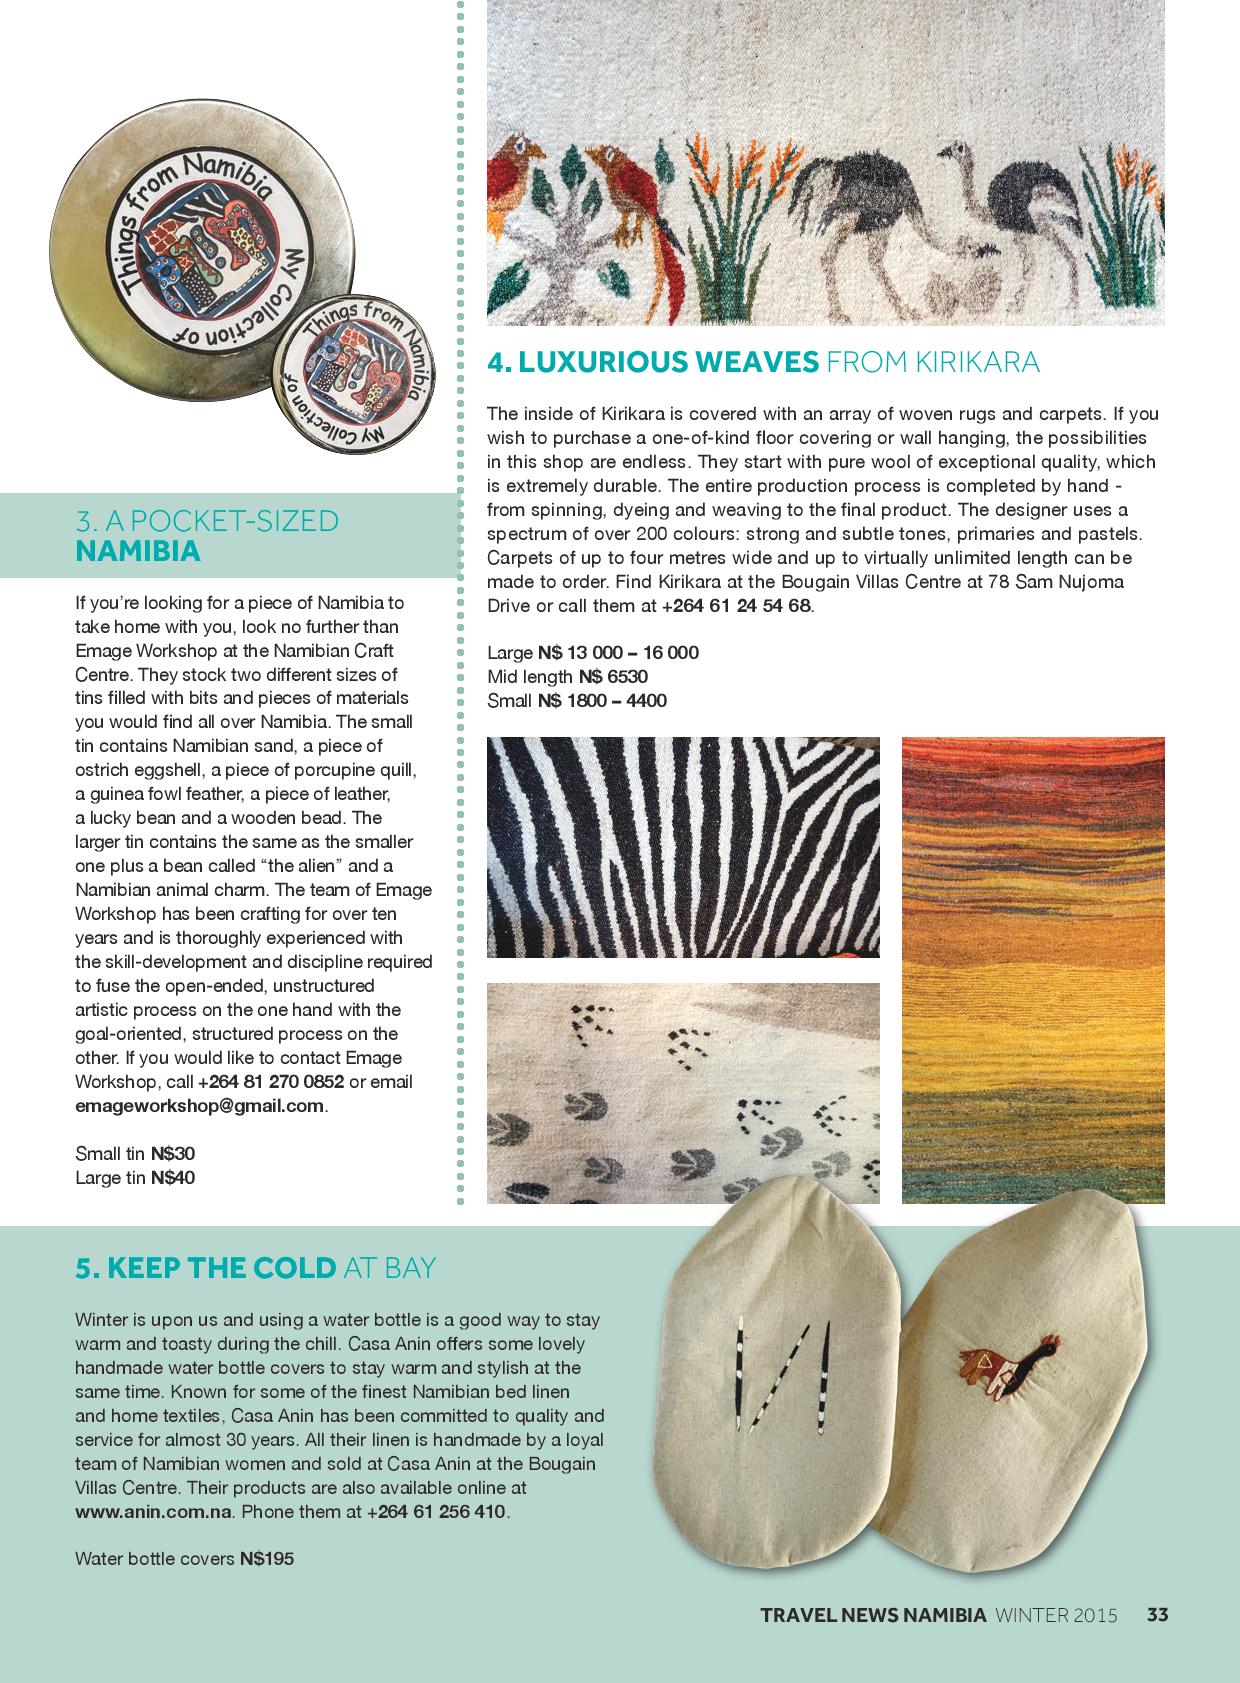 Things from Namibia
My Collection of
Things from Namibia
My Collection of
3. A POCKET-SIZED
NAMIBIA
If you’re looking for a piece of Namibia to
take home with you, look no further than
Emage Workshop at the Namibian Craft
Centre. They stock two different sizes of
tins filled with bits and pieces of materials
you would find all over Namibia. The small
tin contains Namibian sand, a piece of
ostrich eggshell, a piece of porcupine quill,
a guinea fowl feather, a piece of leather,
a lucky bean and a wooden bead. The
larger tin contains the same as the smaller
one plus a bean called “the alien” and a
Namibian animal charm. The team of Emage
Workshop has been crafting for over ten
years and is thoroughly experienced with
the skill-development and discipline required
to fuse the open-ended, unstructured
artistic process on the one hand with the
goal-oriented, structured process on the
other. If you would like to contact Emage
Workshop, call +264 81 270 0852 or email
emageworkshop@gmail.com.
Small tin N$30
Large tin N$40
4. LUXURIOUS WEAVES FROM KIRIKARA
The inside of Kirikara is covered with an array of woven rugs and carpets. If you
wish to purchase a one-of-kind floor covering or wall hanging, the possibilities
in this shop are endless. They start with pure wool of exceptional quality, which
is extremely durable. The entire production process is completed by hand -
from spinning, dyeing and weaving to the final product. The designer uses a
spectrum of over 200 colours: strong and subtle tones, primaries and pastels.
Carpets of up to four metres wide and up to virtually unlimited length can be
made to order. Find Kirikara at the Bougain Villas Centre at 78 Sam Nujoma
Drive or call them at +264 61 24 54 68.
Large N$ 13 000 – 16 000
Mid length N$ 6530
Small N$ 1800 – 4400
5. KEEP THE COLD AT BAY
Winter is upon us and using a water bottle is a good way to stay
warm and toasty during the chill. Casa Anin offers some lovely
handmade water bottle covers to stay warm and stylish at the
same time. Known for some of the finest Namibian bed linen
and home textiles, Casa Anin has been committed to quality and
service for almost 30 years. All their linen is handmade by a loyal
team of Namibian women and sold at Casa Anin at the Bougain
Villas Centre. Their products are also available online at
www.anin.com.na. Phone them at +264 61 256 410.
Water bottle covers N$195
TRAVEL NEWS NAMIBIA WINTER 2015 33